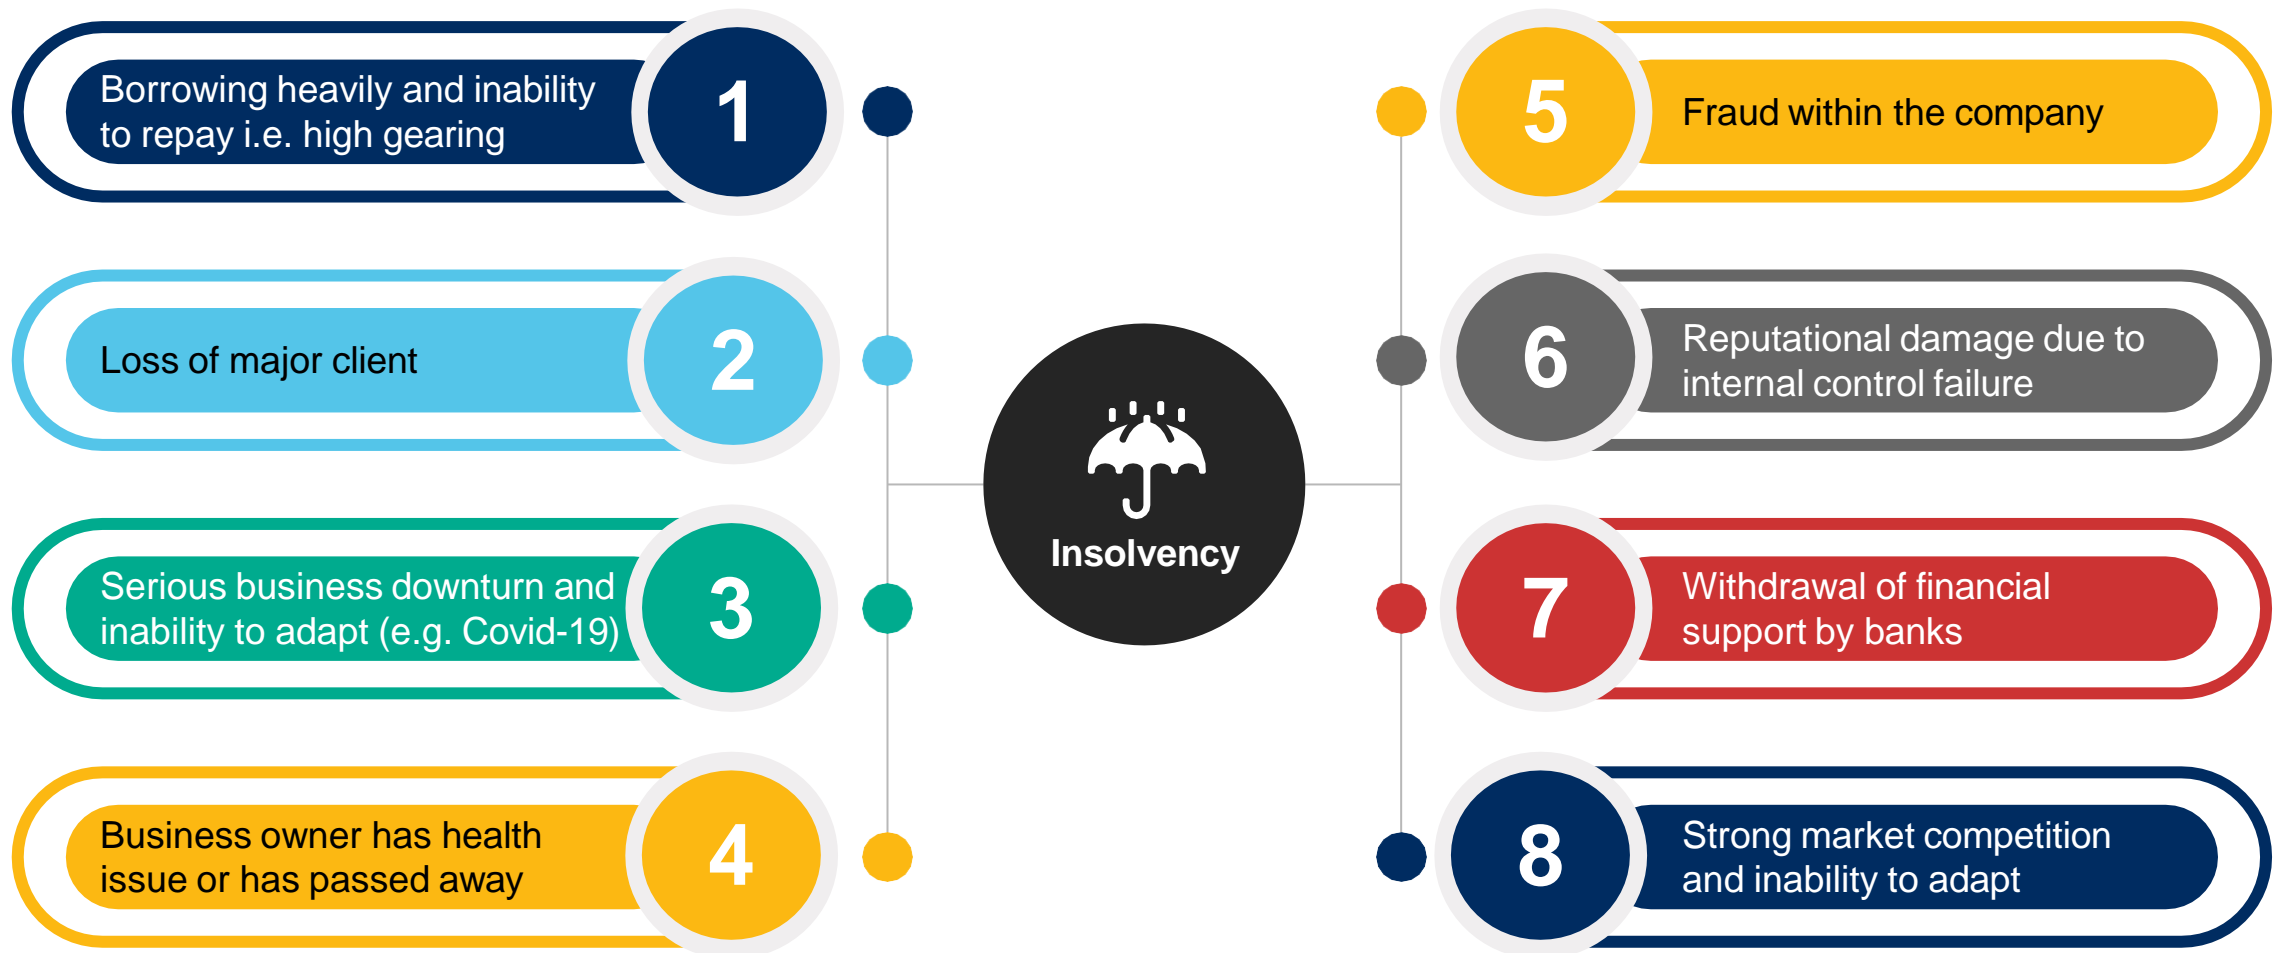 1
Borrowing heavily and inability
to repay i.e. high gearing
2
Loss of major client
3
Serious business downturn and
inability to adapt (e.g. Covid-19)
4
Business owner has health
issue or has passed away
Insolvency
5
Fraud within the company
6
Reputational damage due to
internal control failure
7
Withdrawal of financial
support by banks
8
Strong market competition
and inability to adapt